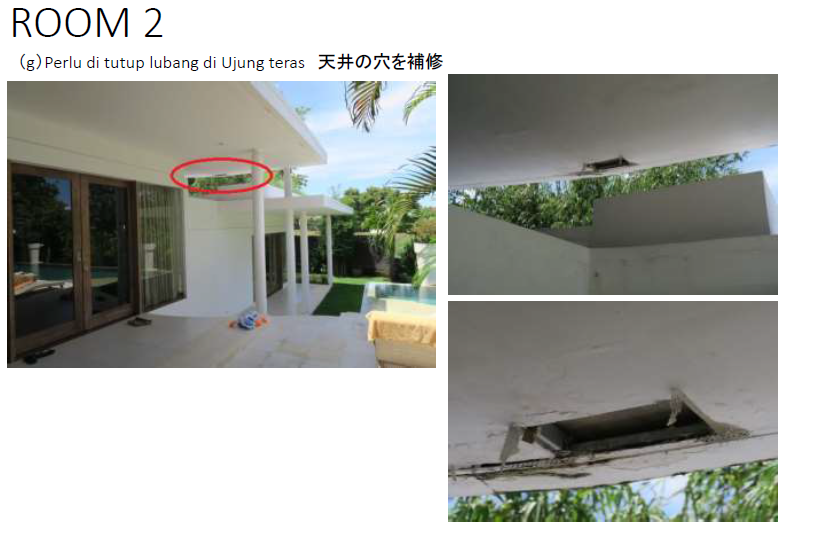 ROOM 2
（g）Perlu di tutup lubang di Ujung teras 天井の穴を補修